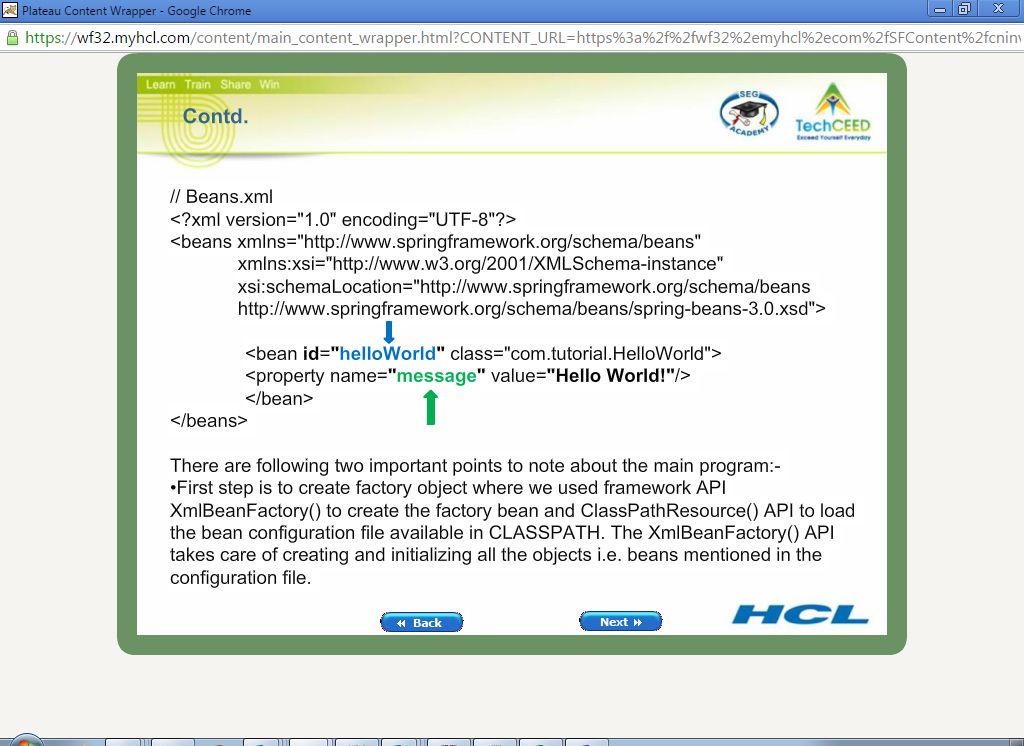 Plateau Content Wrapper - Google Chrome
https://wf32.myhcl.com/content/main_content_wrapper.html?CONTENT_URL=https%3a%2f%2fwf32%2emyhcl%2ecom%2fSFContent%2fcninv
Learn Train Share Win
Contd.
SEG
ACADEMY
TechCEED
Exceed Yourself Everyday
// Beans.xml
<?xml version="1.0" encoding="UTF-8"?>
<beans xmlns="http://www.springframework.org/schema/beans"
xmlns:xsi="http://www.w3.org/2001/XMLSchema-instance"
xsi:schemaLocation="http://www.springframework.org/schema/beans
http://www.springframework.org/schema/beans/spring-beans-3.0.xsd">
<bean id="helloWorld" class="com.tutorial.HelloWorld">
<property name="message" value="Hello World!"/>
</bean>
</beans>
There are following two important points to note about the main program:-
•First step is to create factory object where we used framework API
XmlBeanFactory() to create the factory bean and ClassPathResource() API to load
the bean configuration file available in CLASSPATH. The XmlBeanFactory() API
takes care of creating and initializing all the objects i.e. beans mentioned in the
configuration file.
Back
Next
HCL